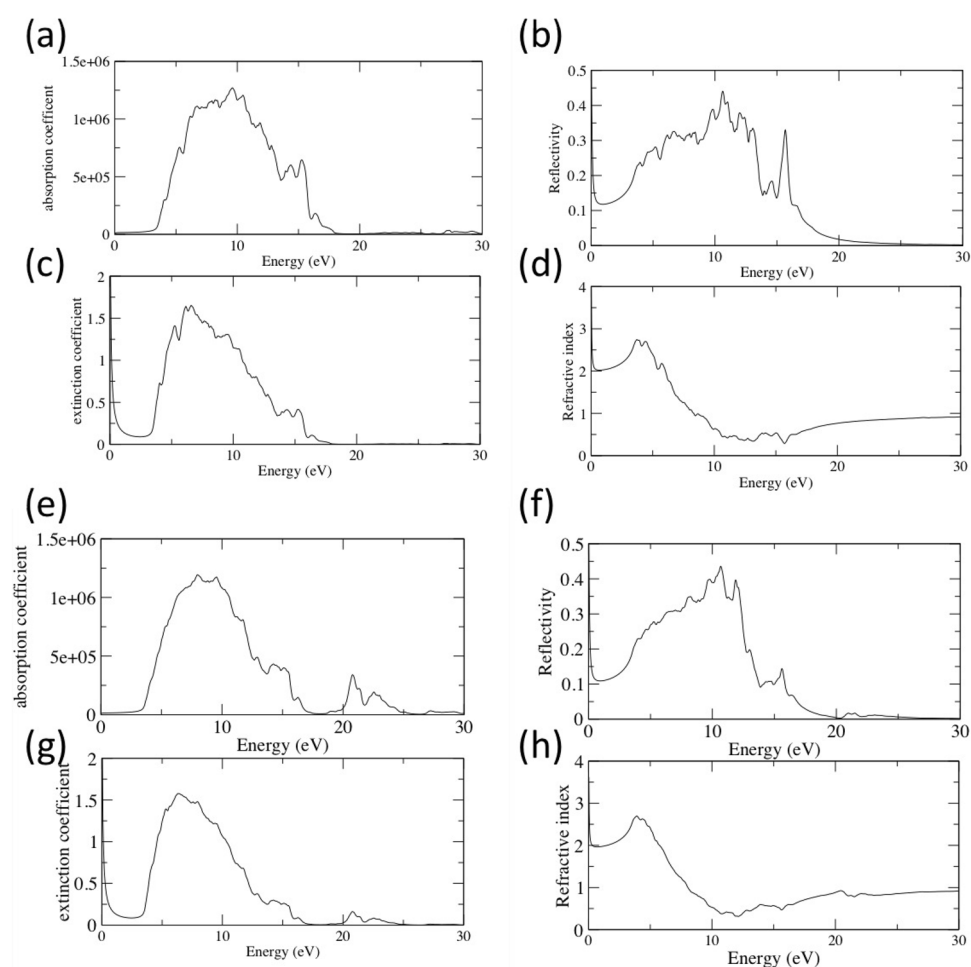 (a)
1.5e+06
1e+06
5e+05
0
absorption coefficent
0 10 20 30
Energy (eV)
(b)
0.5
0.4
0.3
0.2
0.1
0
Reflectivity
0 10 20 30
Energy (eV)
(c)
2
1.5
1
0.5
0
extinction coefficient
0 10 20 30
Energy (eV)
(d)
4
3
2
1
0
Refractive index
0 10 20 30
Energy (eV)
(e)
1.5e+06
1e+06
5e+05
0
absorption coefficient
0 10 20 30
Energy (eV)
(f)
0.5
0.4
0.3
0.2
0.1
0
Reflectivity
0 10 20 30
Energy (eV)
(g)
2
1.5
1
0.5
0
extinction coefficient
0 10 20 30
Energy (eV)
(h)
4
3
2
1
0
Refractive index
0 10 20 30
Energy (eV)